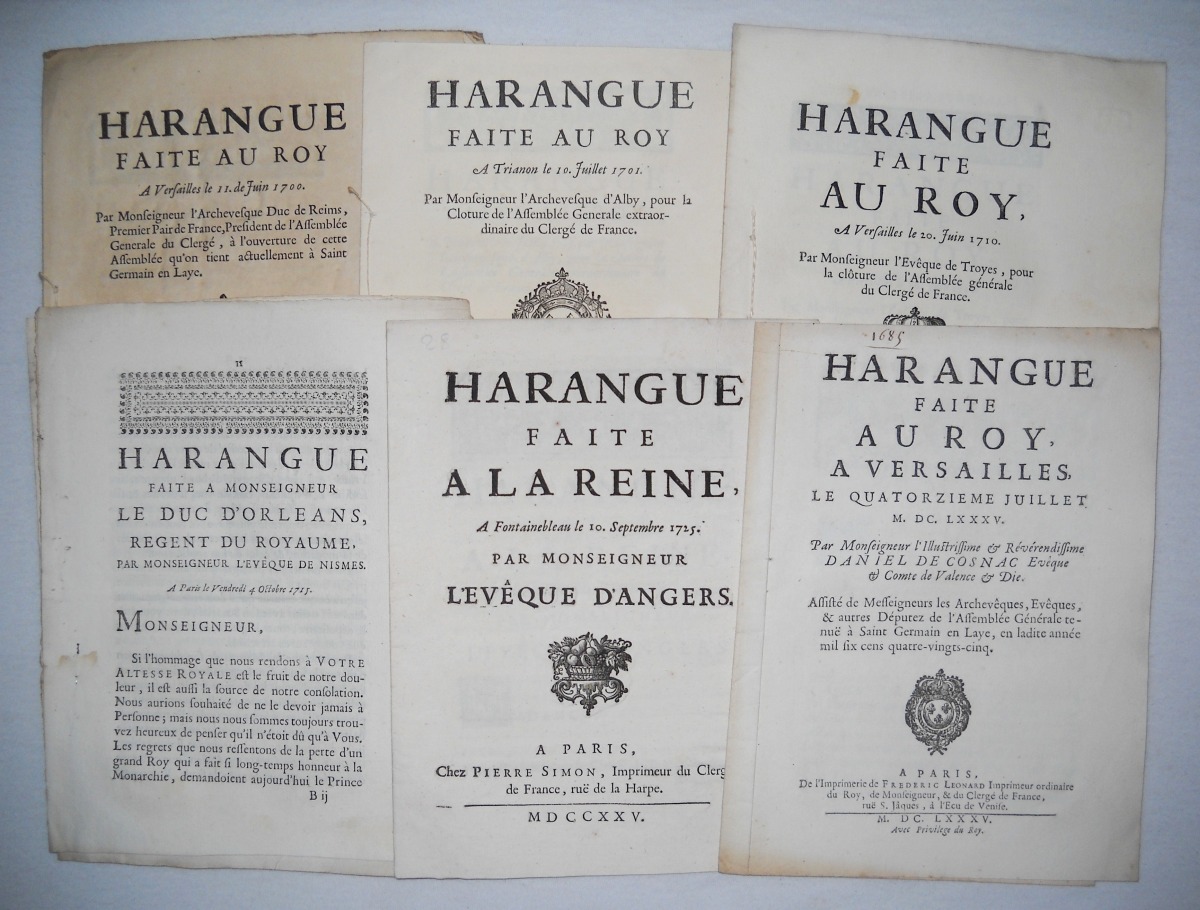 HARANGUE
FAITE AU ROY
A Verſailles le 11. de Juin 1700.
Par Monſeigneur l'Archeveſque Duc de Reims,
Premier Pair de France, Preſident de l'Aſſemblée
Generale du Clergé, à l'ouverture de cette
Aſſemblée qu'on tient actuellement à Saint
Germain en Laye.
HARANGUE
FAITE AU ROY
A Trianon le 10. Juillet 1701.
Par Monſeigneur l'Archeveſque d'Alby, pour la
Cloture de l'Aſſemblée Generale extraor-
dinaire du Clergé de France.
HARANGUE
FAITE
AU ROY,
A Verſailles le 20. Juin 1710.
Par Monſeigneur l'Evêque de Troyes, pour
la clôture de l'Aſſemblée générale
du Clergé de France.
11
HARANGUE
FAITE A MONSEIGNEUR
LE DUC D'ORLEANS,
REGENT DU ROYAUME,
PAR MONSEIGNEUR L'EVÊQUE DE NISMES.
A Paris le Vendredi 4 Octobre 1715.
MONSEIGNEUR,
Si l'hommage que nous rendons à VOTRE
ALTESSE ROYALE eſt le fruit de notre dou-
leur, il eſt auſſi la ſource de notre conſolation.
Nous aurions ſouhaité de ne le devoir jamais à
Perſonne; mais nous nous ſommes toujours trou-
vez heureux de penſer qu'il n'étoit dû qu'à Vous.
Les regrets que nous reſſentons de la perte d'un
grand Roy qui a fait ſi long-temps honneur à la
Monarchie, demandoient aujourd'hui le Prince
B ij
HARANGUE
FAITE
A LA REINE,
A Fontainebleau le 10. Septembre 1725.
PAR MONSEIGNEUR
L'EVÊQUE D'ANGERS.
A PARIS,
Chez PIERRE SIMON, Imprimeur du Clerg
de France, ruë de la Harpe.
MDCCXXV.
1685
HARANGUE
FAITE
AU ROY,
A VERSAILLES,
LE QUATORZIEME JUILLET
M. DC. LXXXV.
Par Monſeigneur l'Illuſtriſſime & Révérendiſſime
DANIEL DE COSNAC Evêque
& Comte de Valence & Die.
Aſſiſté de Meſſeigneurs les Archevêques, Evêques,
& autres Députez de l'Aſſemblée Générale te-
nuë à Saint Germain en Laye, en ladite année
mil ſix cens quatre-vingts-cinq.
A PARIS,
De l'Imprimerie de FREDERIC LEONARD Imprimeur ordinaire
du Roy, de Monſeigneur, & du Clergé de France,
ruë S. Jâques, à l'Ecu de Veniſe.
M. DC. LXXXV.
Avec Privilege du Roy.